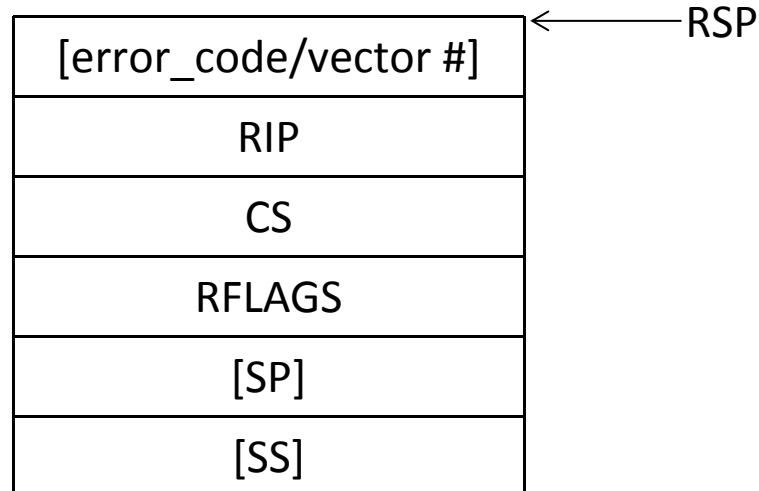 RSP
[error_code/vector #]
RIP
CS
RFLAGS
[SP]
[SS]